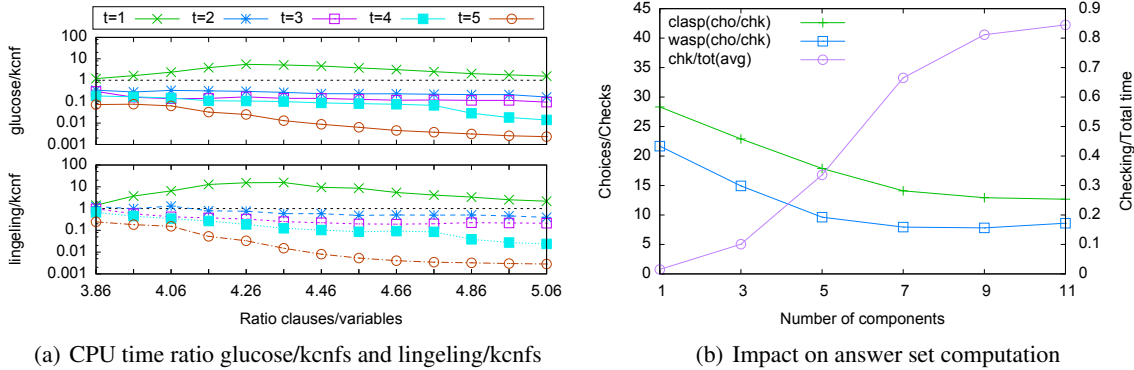 t=1 t=2 t=3 t=4 t=5
100
10
1
0.1
0.01
0.001
glucose/kcnf
100
10
1
0.1
0.01
0.001
lingeling/kcnf
3.86 4.06 4.26 4.46 4.66 4.86 5.06
Ratio clauses/variables
(a) CPU time ratio glucose/kcnfs and lingeling/kcnfs
clasp(cho/chk)
wasp(cho/chk)
chk/tot(avg)
45
40
35
30
25
20
15
10
5
0
Choices/Checks
0.9
0.8
0.7
0.6
0.5
0.4
0.3
0.2
0.1
0
Checking/Total time
1 3 5 7 9 11
Number of components
(b) Impact on answer set computation